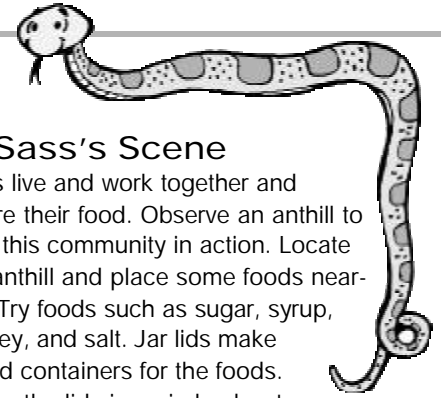 Sass's Scene
s live and work together and
re their food. Observe an anthill to
this community in action. Locate
anthill and place some foods near-
Try foods such as sugar, syrup,
ey, and salt. Jar lids make
d containers for the foods.